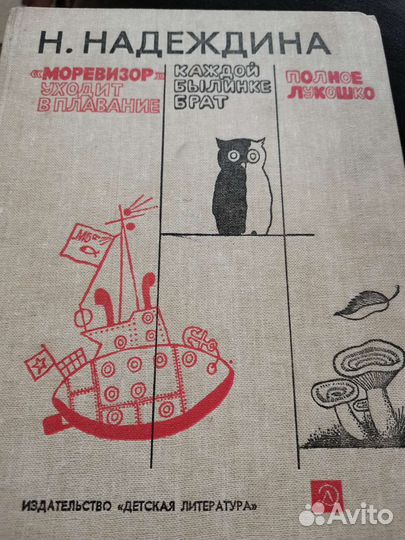 Н. НАДЕЖДИНА
«МОРЕВИЗОР»
УХОДИТ
В ПЛАВАНИЕ
КАЖДОЙ
БЫЛИНКЕ
БРАТ
ПОЛНОЕ
ЛУКОШКО
ИЗДАТЕЛЬСТВО «ДЕТСКАЯ ЛИТЕРАТУРА»
Avito